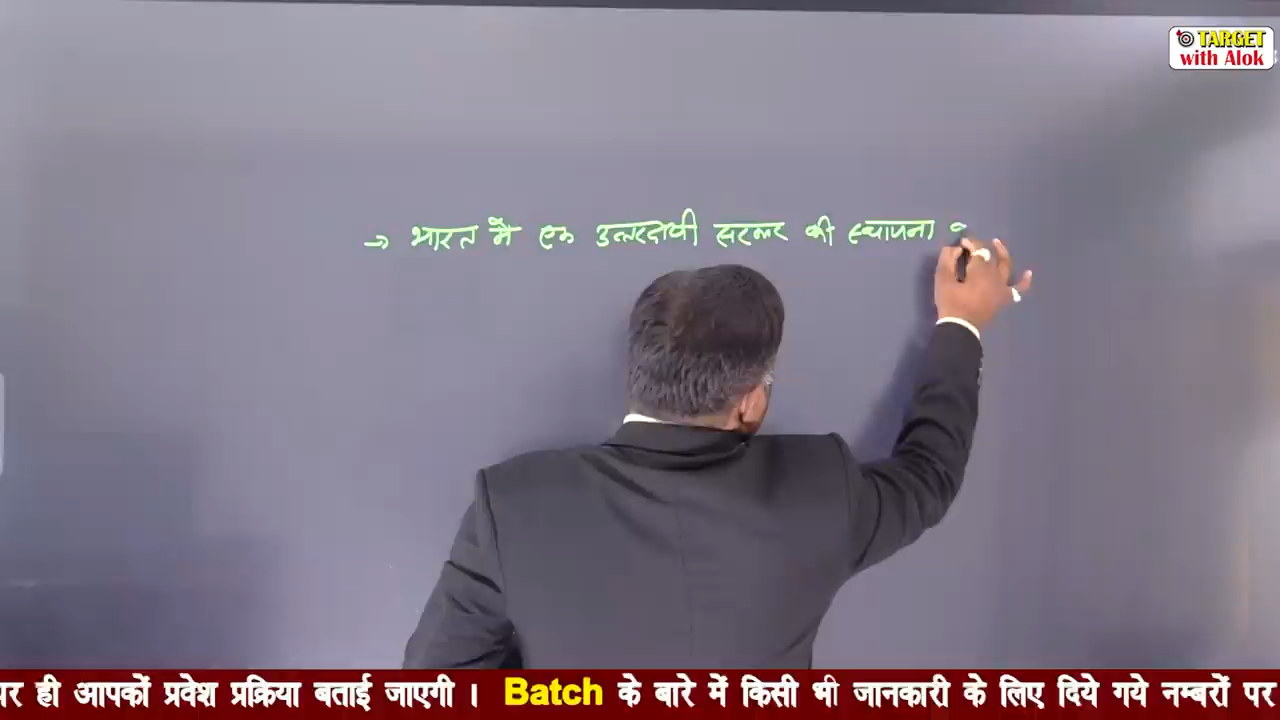 TARGET
with Alok
→ भारत में एक उत्तरदायी सरकार की स्थापना
पर ही आपकों प्रवेश प्रक्रिया बताई जाएगी । Batch के बारे में किसी भी जानकारी के लिए दिये गये नम्बरों पर